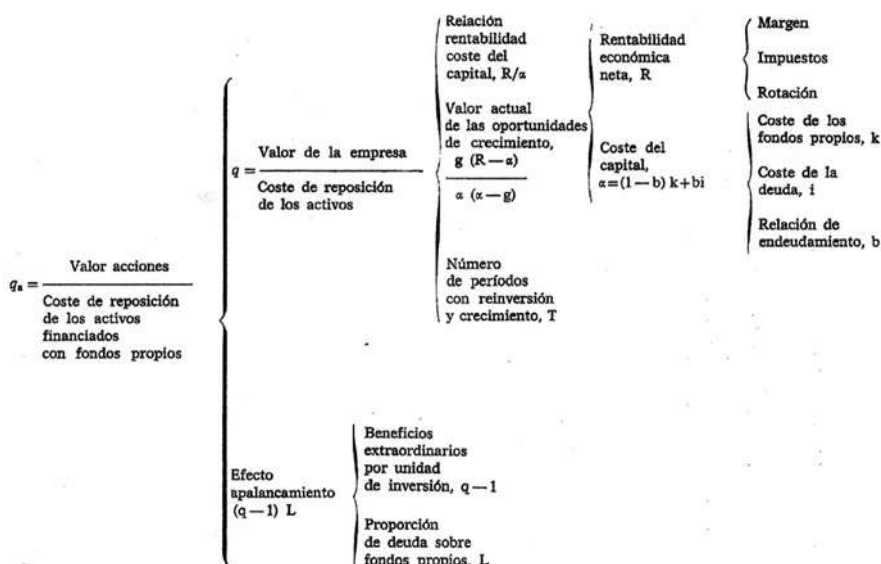 qa =
Valor acciones
Coste de reposición
de los activos
financiados
con fondos propios
q =
Valor de la empresa
Coste de reposición
de los activos
Relación
rentabilidad
coste del
capital, R/α
Valor actual
de las oportunidades
de crecimiento,
g (R — α)
α (α — g)
Número
de períodos
con reinversión
y crecimiento, T
Rentabilidad
económica
neta, R
Coste del
capital,
α=(1 — b) k+bi
Margen
Impuestos
Rotación
Coste de los
fondos propios, k
Coste de la
deuda, i
Relación de
endeudamiento, b
Efecto
apalancamiento
(q — 1) L
Beneficios
extraordinarios
por unidad
de inversión, q — 1
Proporción
de deuda sobre
fondos propios, L